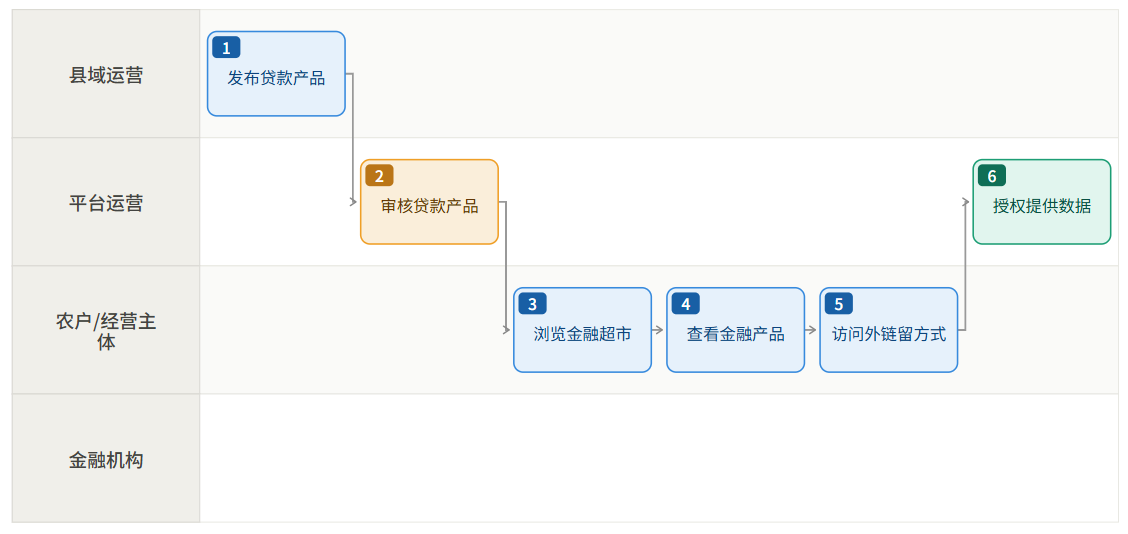 县域运营
1
发布贷款产品
平台运营
2
审核贷款产品
6
授权提供数据
农户/经营主
体
3
浏览金融超市
4
查看金融产品
5
访问外链留方式
金融机构